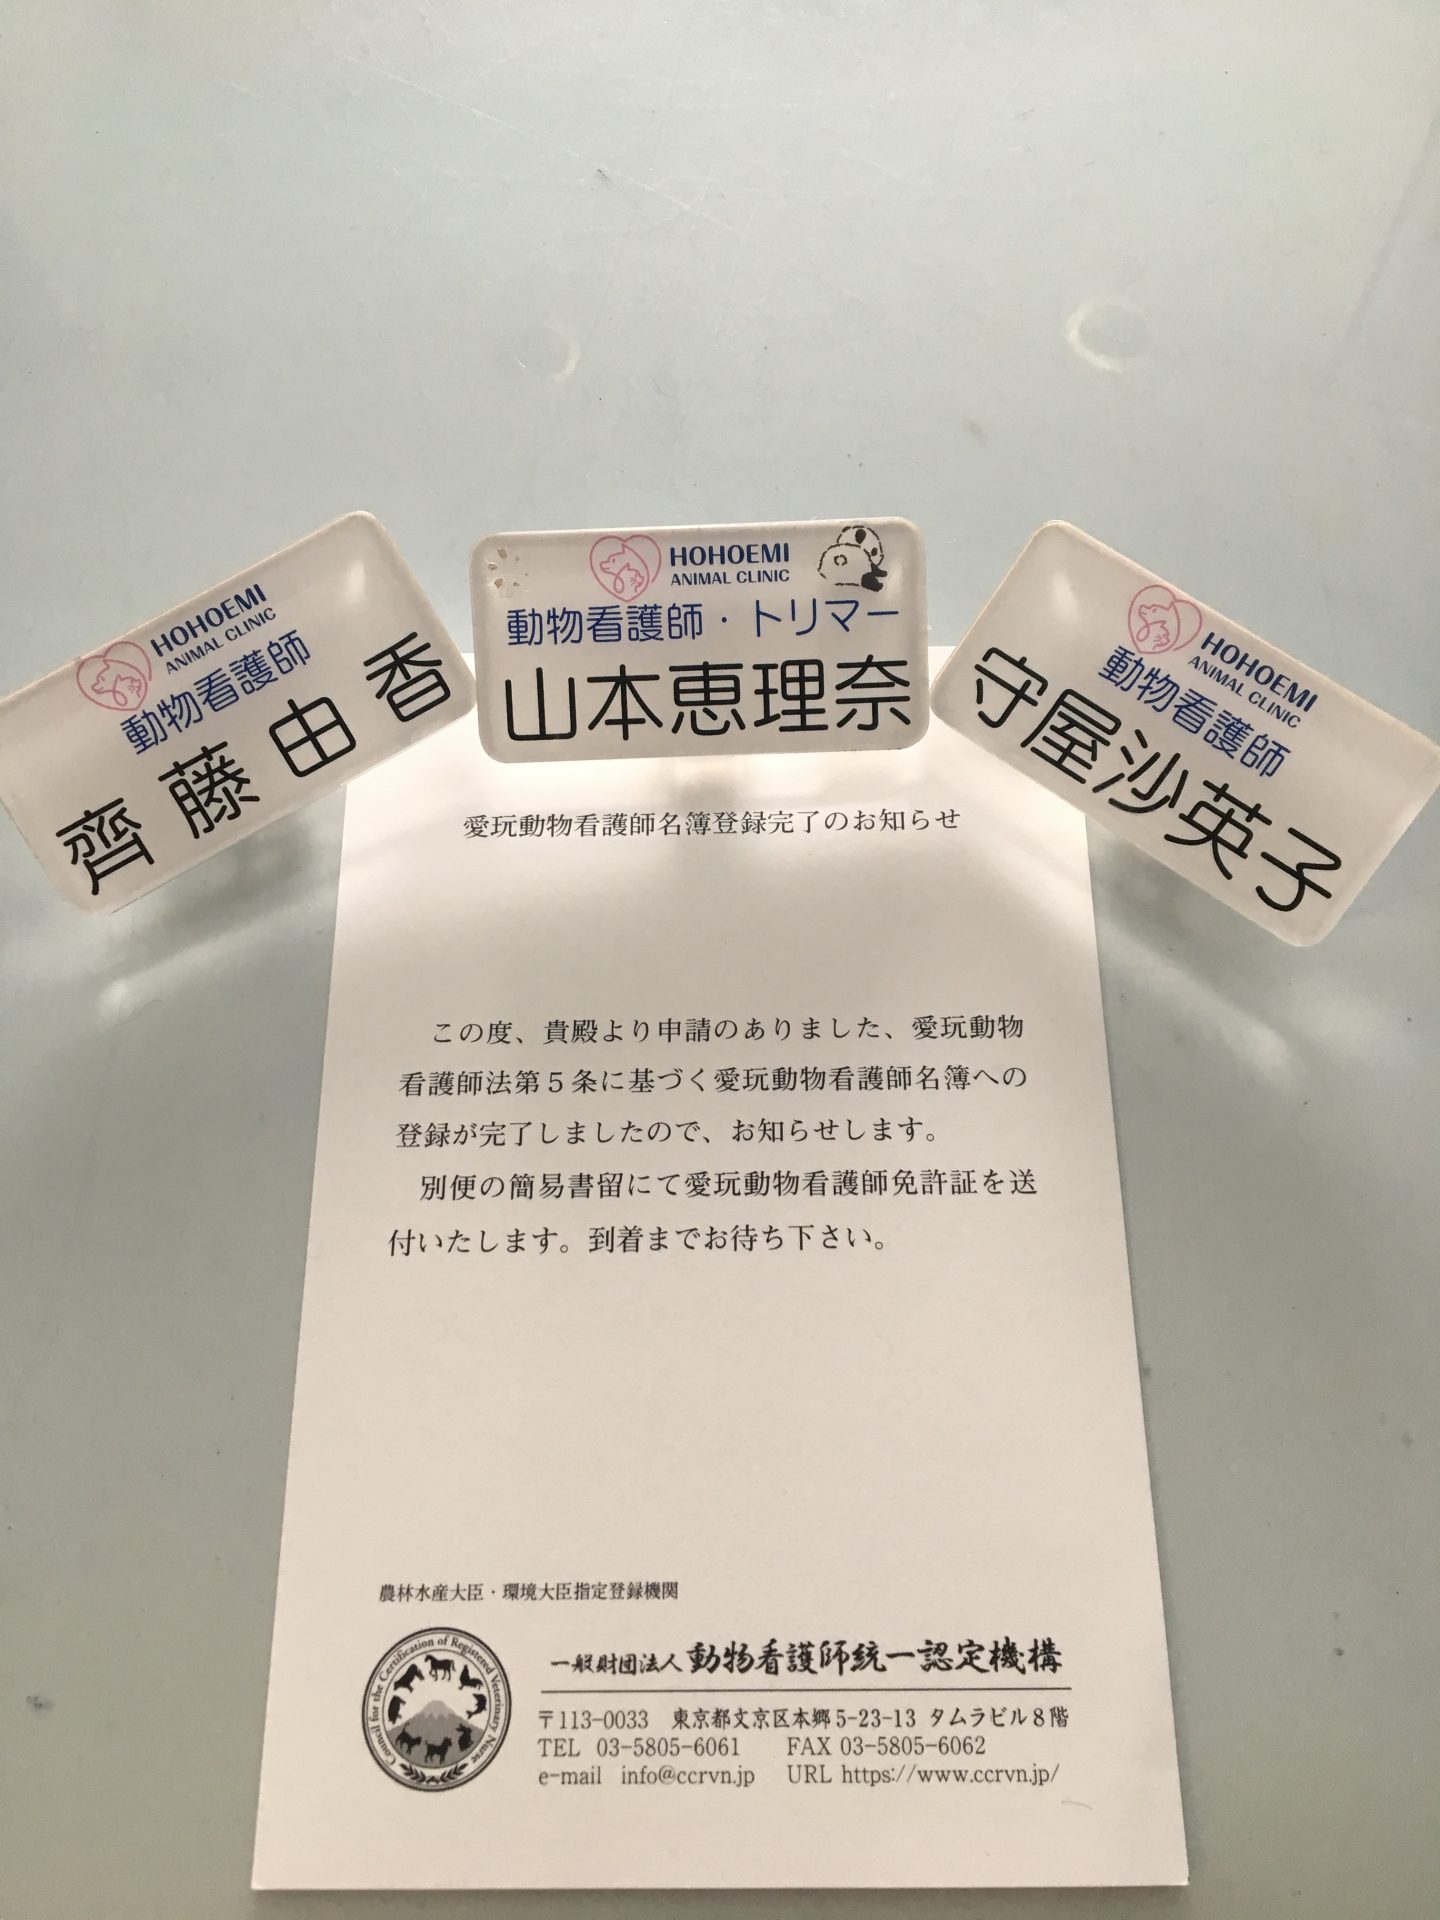 HOHOEMI
ANIMAL CLINIC
動物看護師
齊藤由香
HOHOEMI
ANIMAL CLINIC
動物看護師・トリマー
山本恵理奈
HOHOEMI
ANIMAL CLINIC
動物看護師
守屋沙英子
愛玩動物看護師名簿登録完了のお知らせ
この度、貴殿より申請のありました、愛玩動物
看護師法第5条に基づく愛玩動物看護師名簿への
登録が完了しましたので、お知らせします。
別便の簡易書留にて愛玩動物看護師免許証を送
付いたします。到着までお待ち下さい。
農林水産大臣・環境大臣指定登録機関
Council for the Certification of Registered Veterinary Nurse
一般財団法人 動物看護師統一認定機構
〒113-0033 東京都文京区本郷5-23-13 タムラビル8階
TEL 03-5805-6061 FAX 03-5805-6062
e-mail info@ccrvn.jp URL https://www.ccrvn.jp/